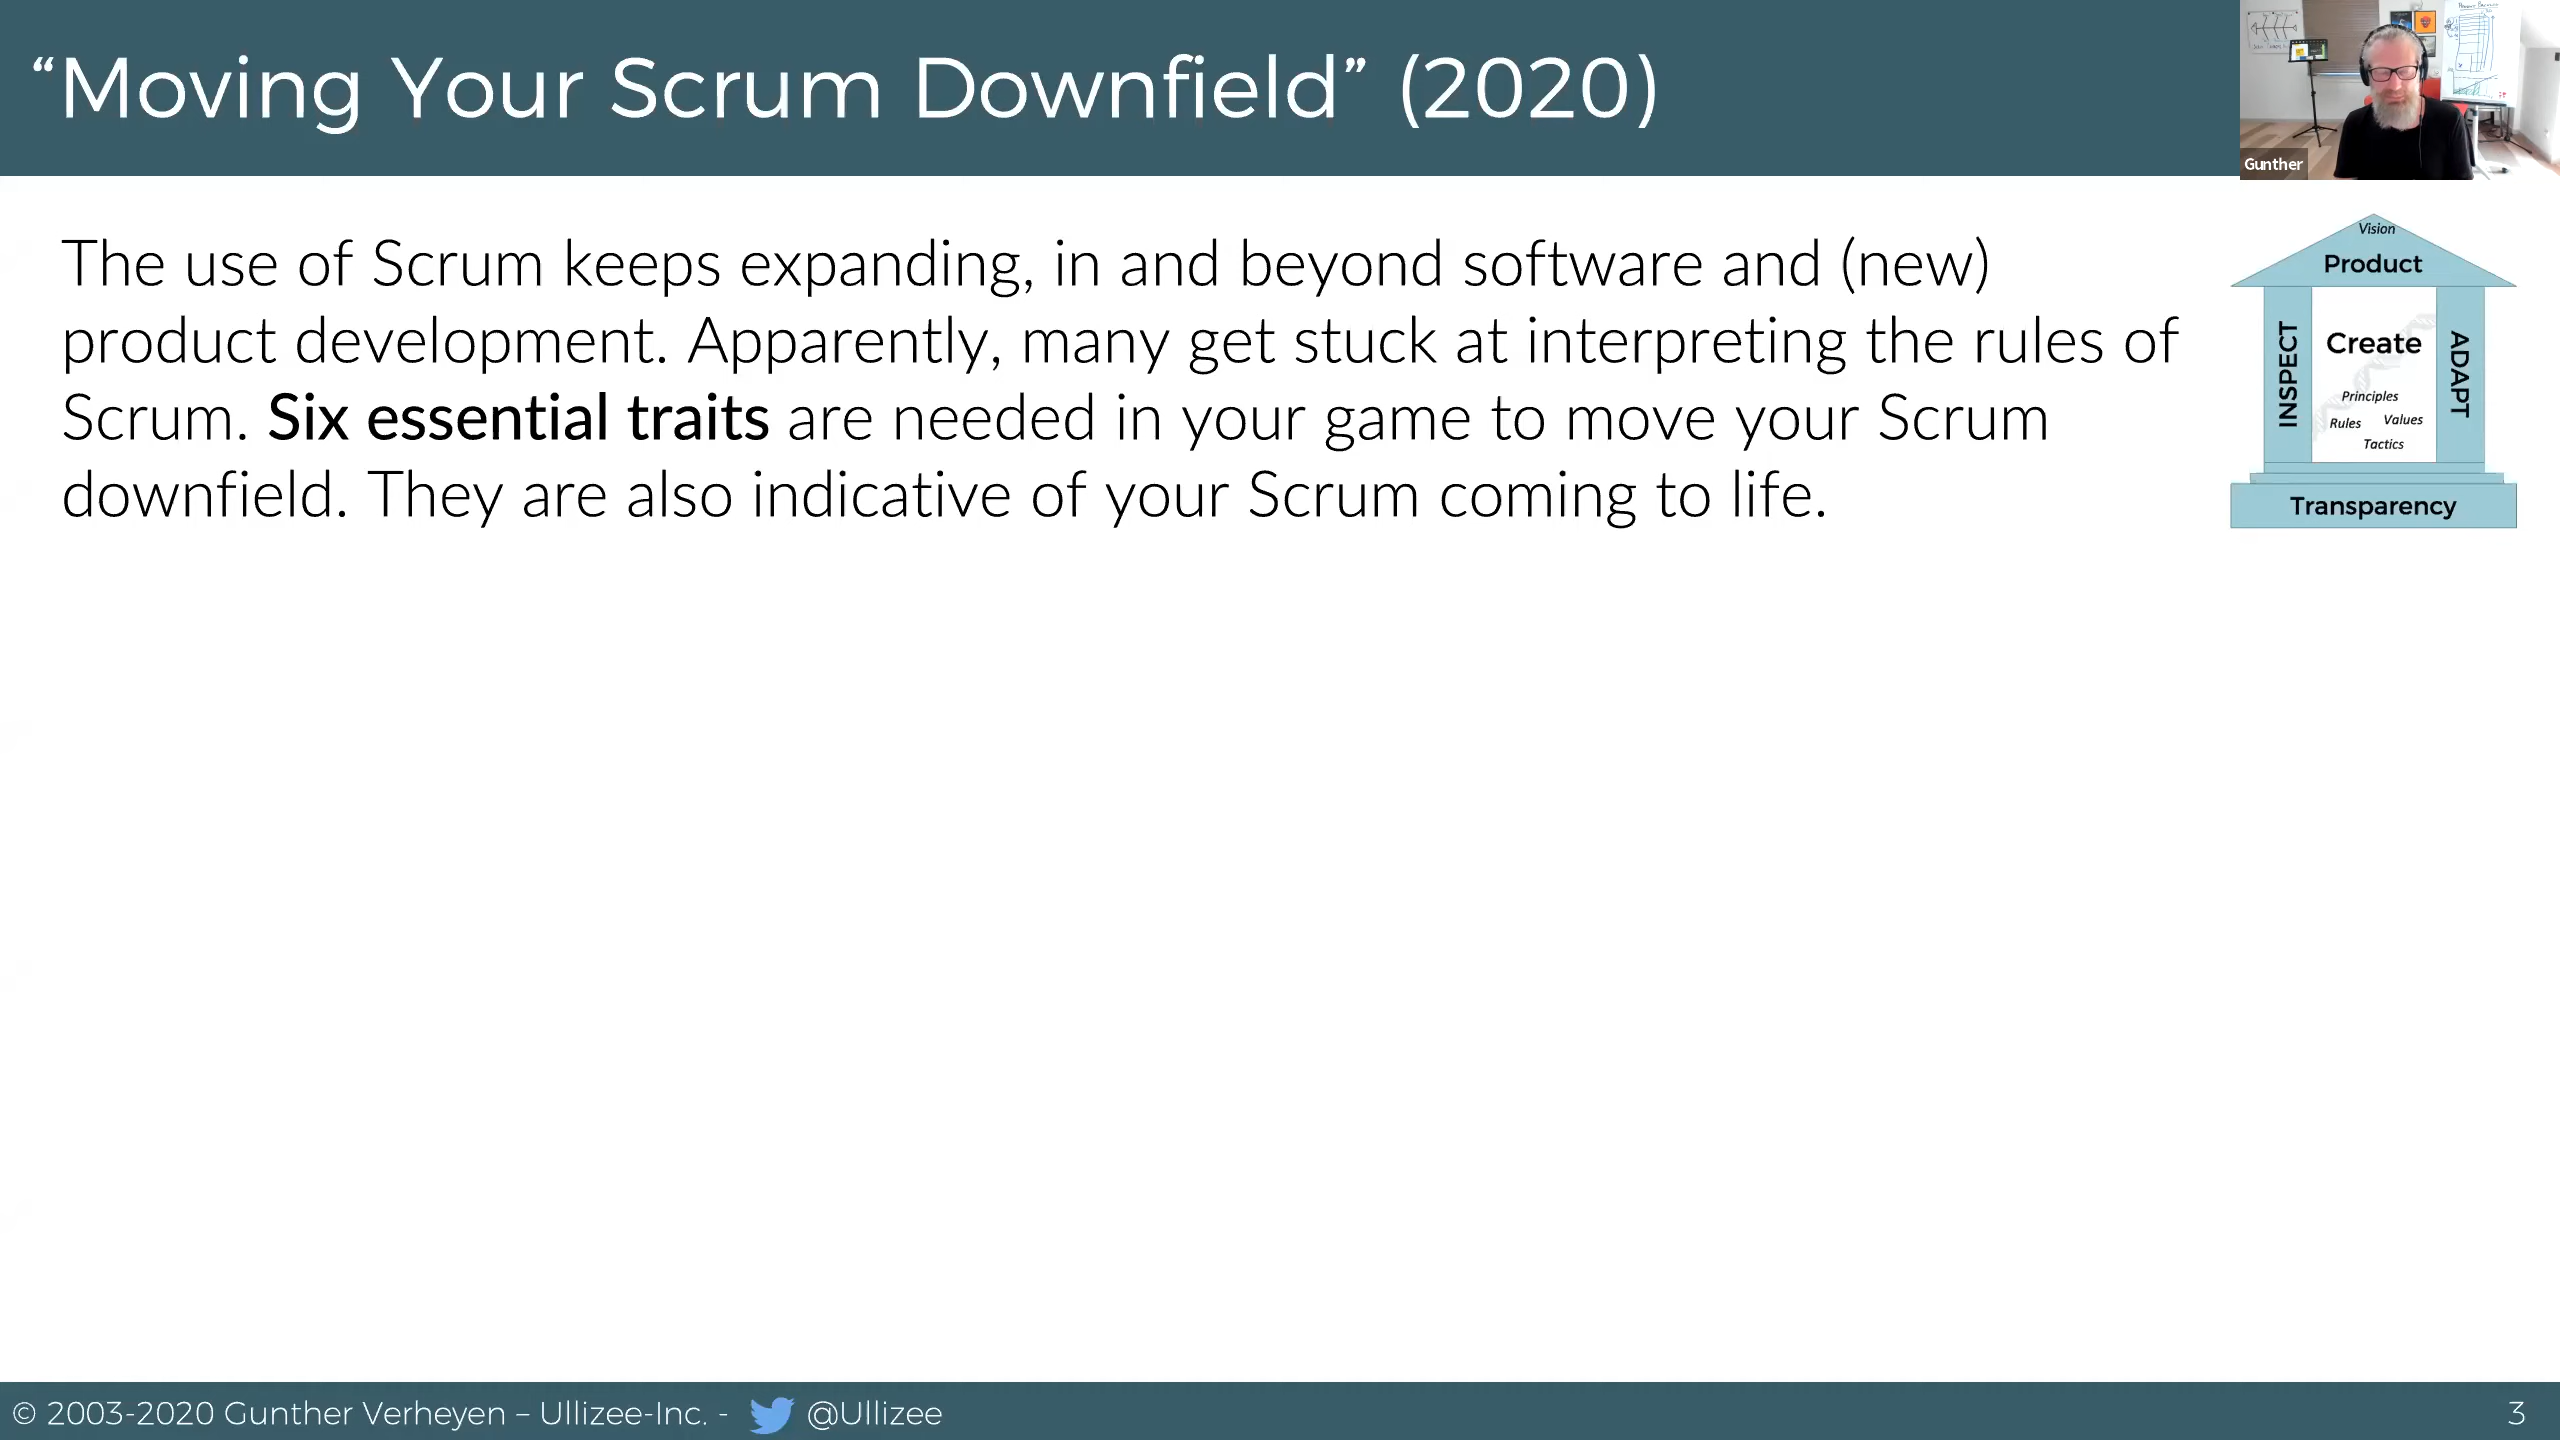 “Moving Your Scrum Downfield” (2020)
Gunther
The use of Scrum keeps expanding, in and beyond software and (new)
product development. Apparently, many get stuck at interpreting the rules of
Scrum. Six essential traits are needed in your game to move your Scrum
downfield. They are also indicative of your Scrum coming to life.
Vision
Product
INSPECT
Create
ADAPT
Principles
Rules Values
Tactics
Transparency
© 2003-2020 Gunther Verheyen – Ullizee-Inc. - @Ullizee
3